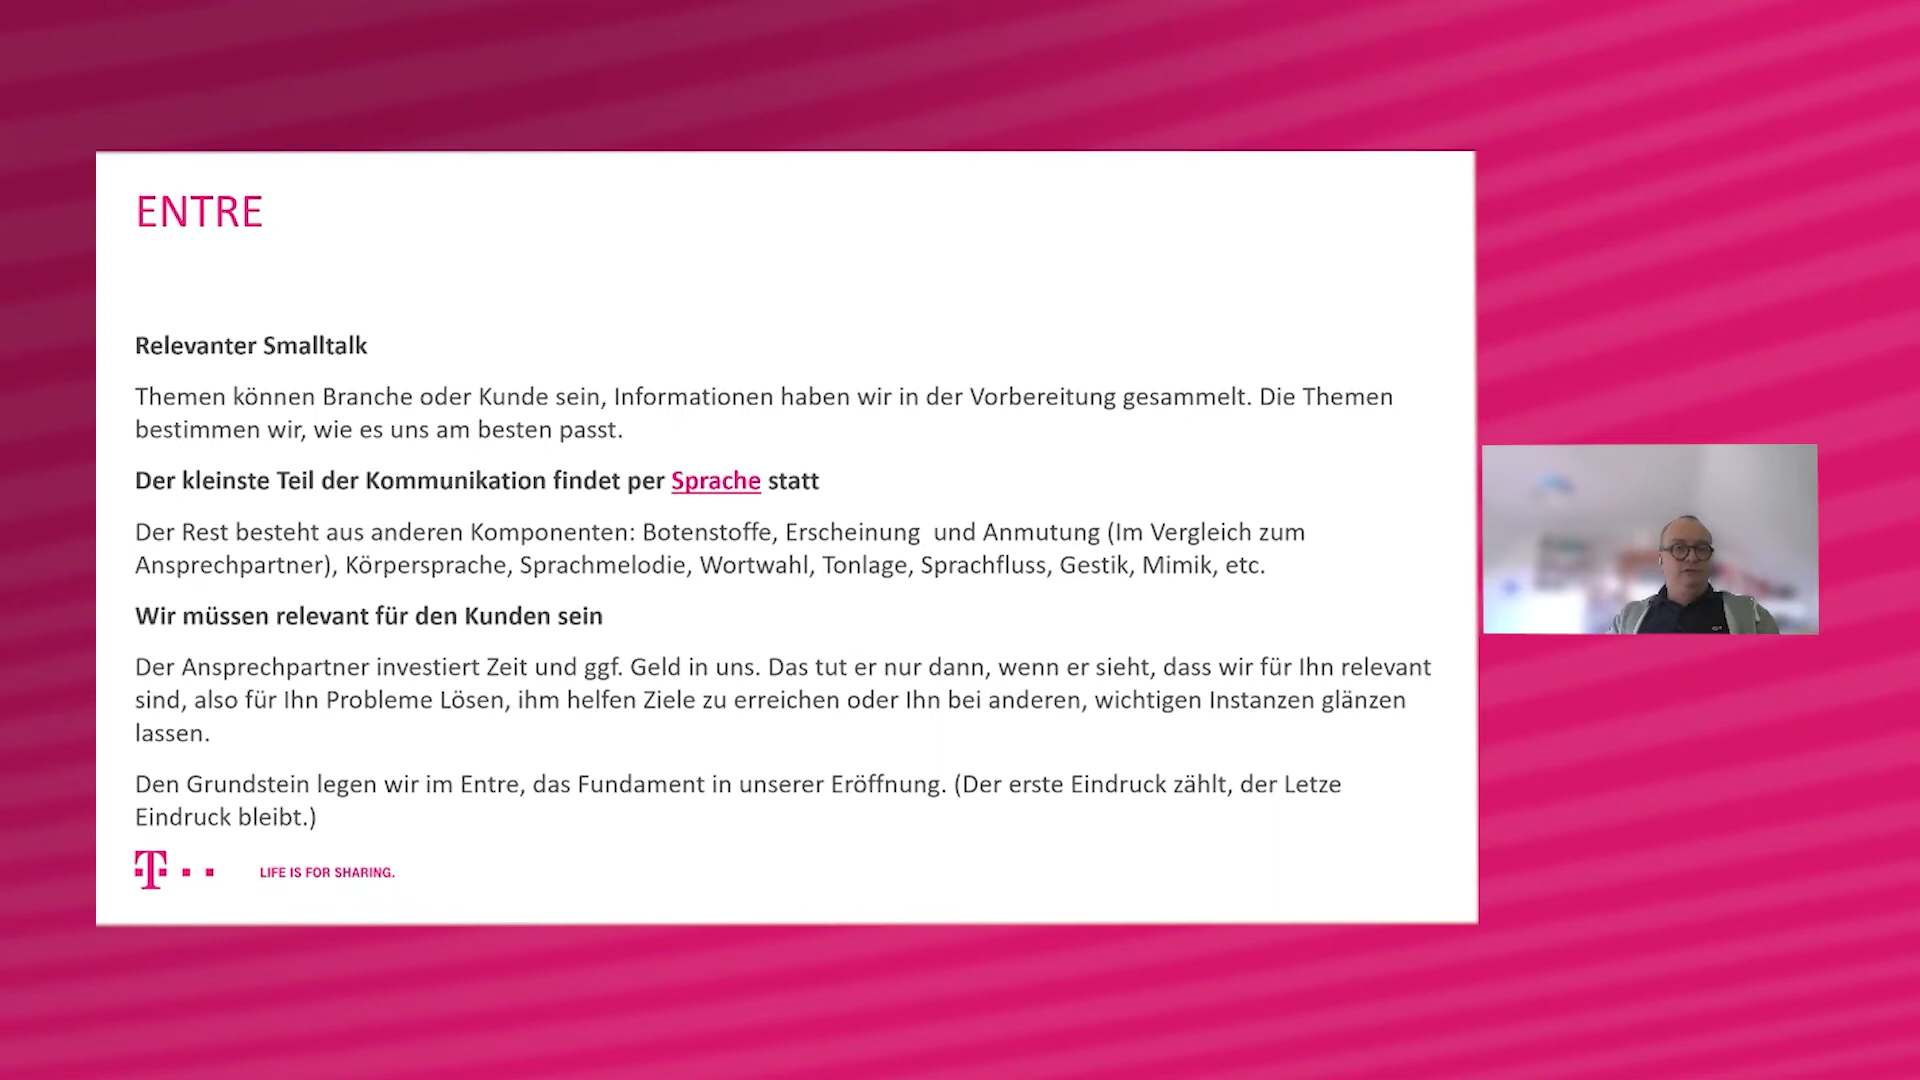 ENTRE
Relevanter Smalltalk
Themen können Branche oder Kunde sein, Informationen haben wir in der Vorbereitung gesammelt. Die Themen
bestimmen wir, wie es uns am besten passt.
Der kleinste Teil der Kommunikation findet per Sprache statt
Der Rest besteht aus anderen Komponenten: Botenstoffe, Erscheinung  und Anmutung (Im Vergleich zum
Ansprechpartner), Körpersprache, Sprachmelodie, Wortwahl, Tonlage, Sprachfluss, Gestik, Mimik, etc.
Wir müssen relevant für den Kunden sein
Der Ansprechpartner investiert Zeit und ggf. Geld in uns. Das tut er nur dann, wenn er sieht, dass wir für Ihn relevant
sind, also für Ihn Probleme Lösen, ihm helfen Ziele zu erreichen oder Ihn bei anderen, wichtigen Instanzen glänzen
lassen.
Den Grundstein legen wir im Entre, das Fundament in unserer Eröffnung. (Der erste Eindruck zählt, der Letze
Eindruck bleibt.)
T LIFE IS FOR SHARING.